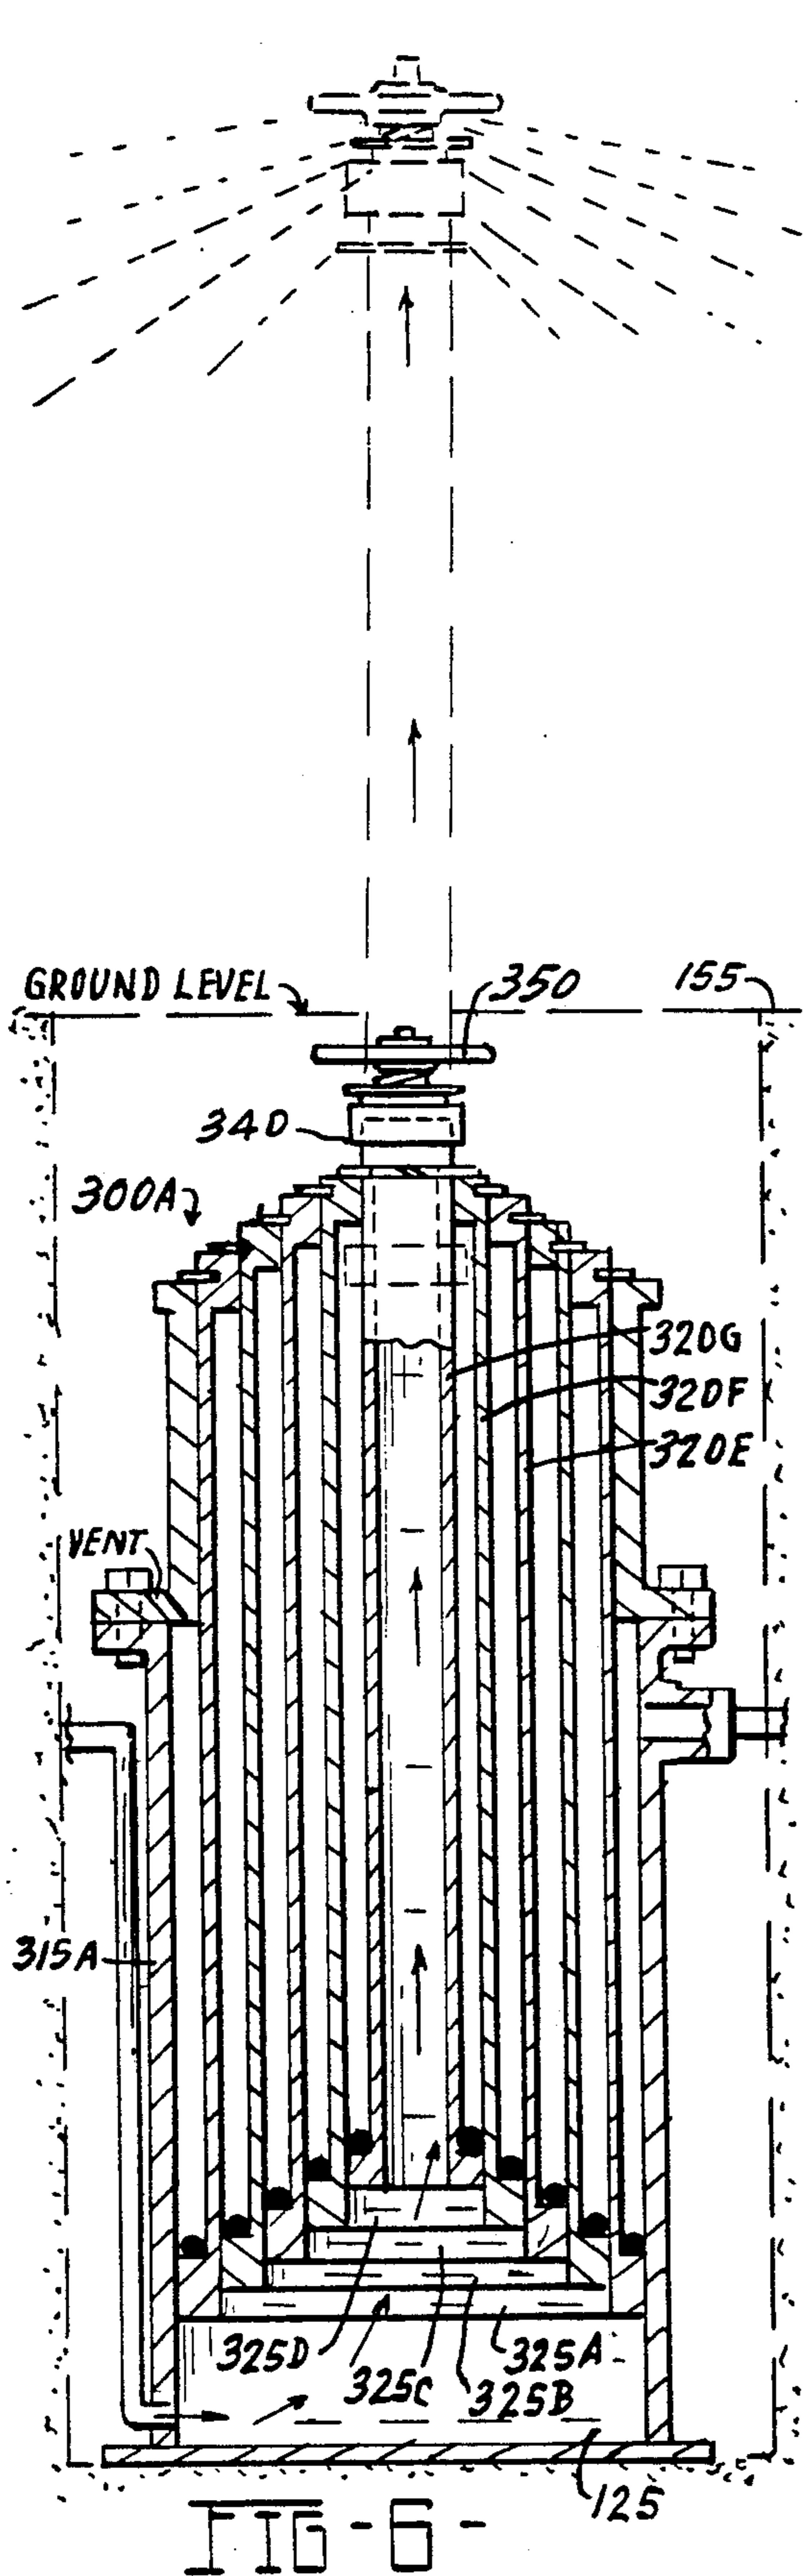 GROUND LEVEL
350
155
340
300A
320G
320F
320E
VENT
315A
325D
325C
325B
325A
125
FIG-6-